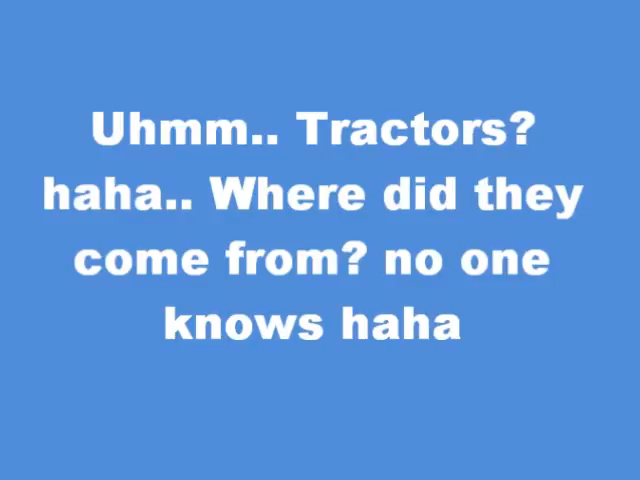 Uhmm.. Tractors?
haha.. Where did they
come from? no one
knows haha